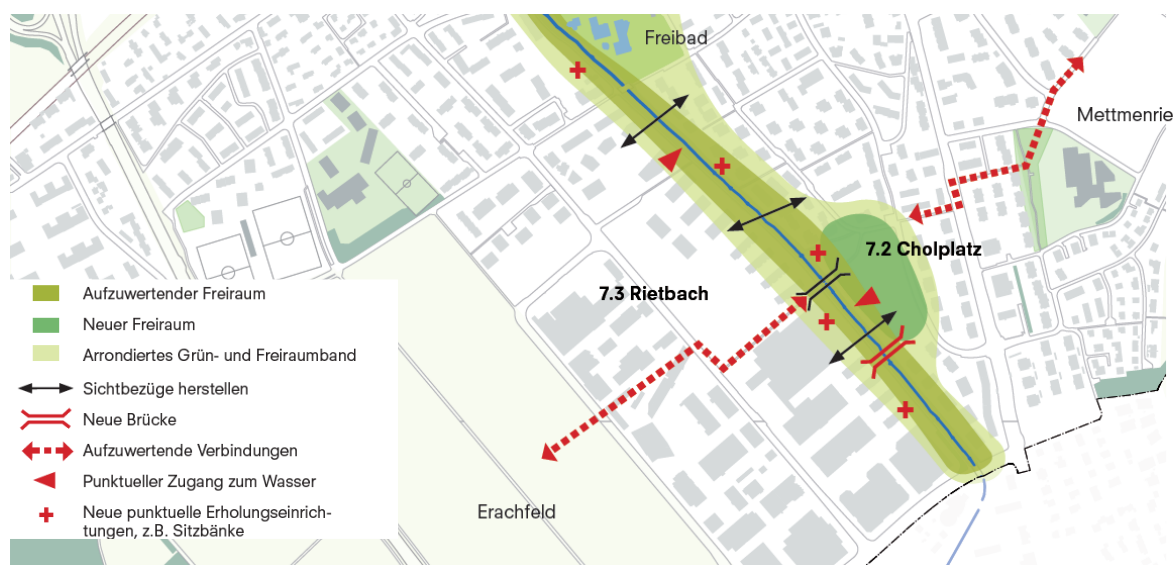 Freibad
Mettmenrie
7.2 Cholplatz
7.3 Rietbach
Aufzuwertender Freiraum
Neuer Freiraum
Arrondiertes Grün- und Freiraumband
Sichtbezüge herstellen
Neue Brücke
Aufzuwertende Verbindungen
Punktueller Zugang zum Wasser
Neue punktuelle Erholungseinrich-
tungen, z.B. Sitzbänke
Erachfeld